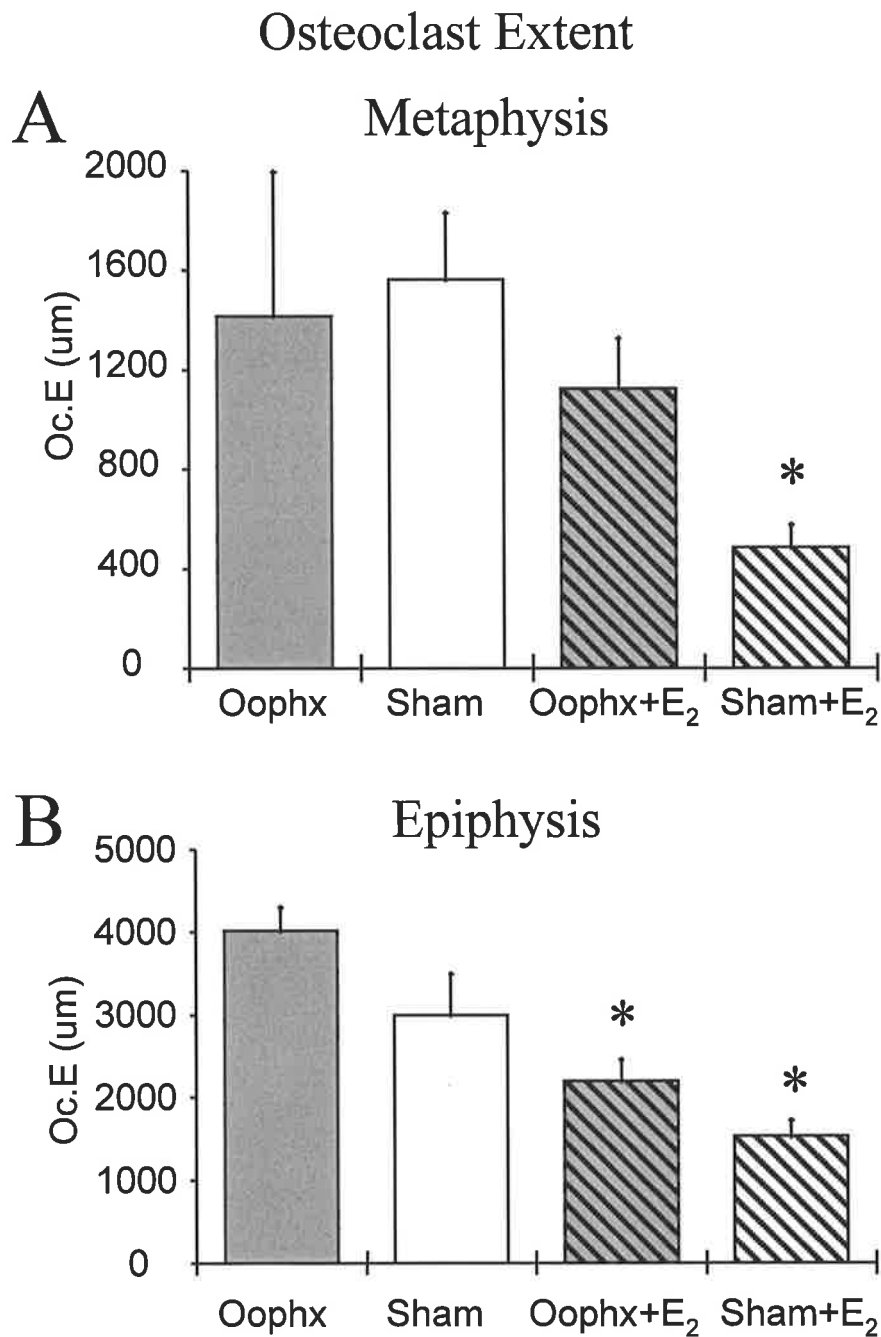 Osteoclast Extent
A Metaphysis
2000
1600
1200
800
400
0
Oc.E (um)
*
Oophx Sham Oophx+E₂ Sham+E₂
B Epiphysis
5000
4000
3000
2000
1000
0
Oc.E (um)
*
*
Oophx Sham Oophx+E₂ Sham+E₂